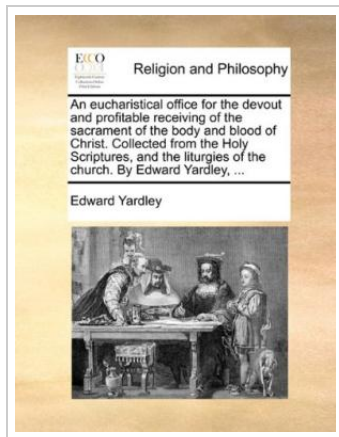 ECCO
Religion and Philosophy
An eucharistical office for the devout
and profitable receiving of the
sacrament of the body and blood of
Christ. Collected from the Holy
Scriptures, and the liturgies of the
church. By Edward Yardley, ...
Edward Yardley